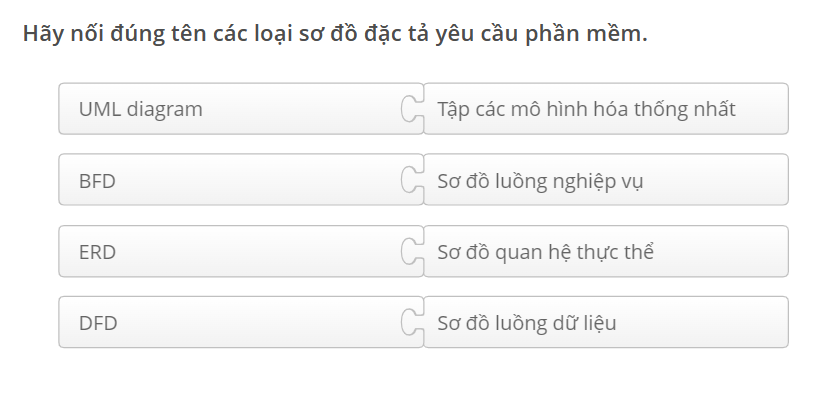 Hãy nối đúng tên các loại sơ đồ đặc tả yêu cầu phần mềm.
UML diagram
Tập các mô hình hóa thống nhất
BFD
Sơ đồ luồng nghiệp vụ
ERD
Sơ đồ quan hệ thực thể
DFD
Sơ đồ luồng dữ liệu